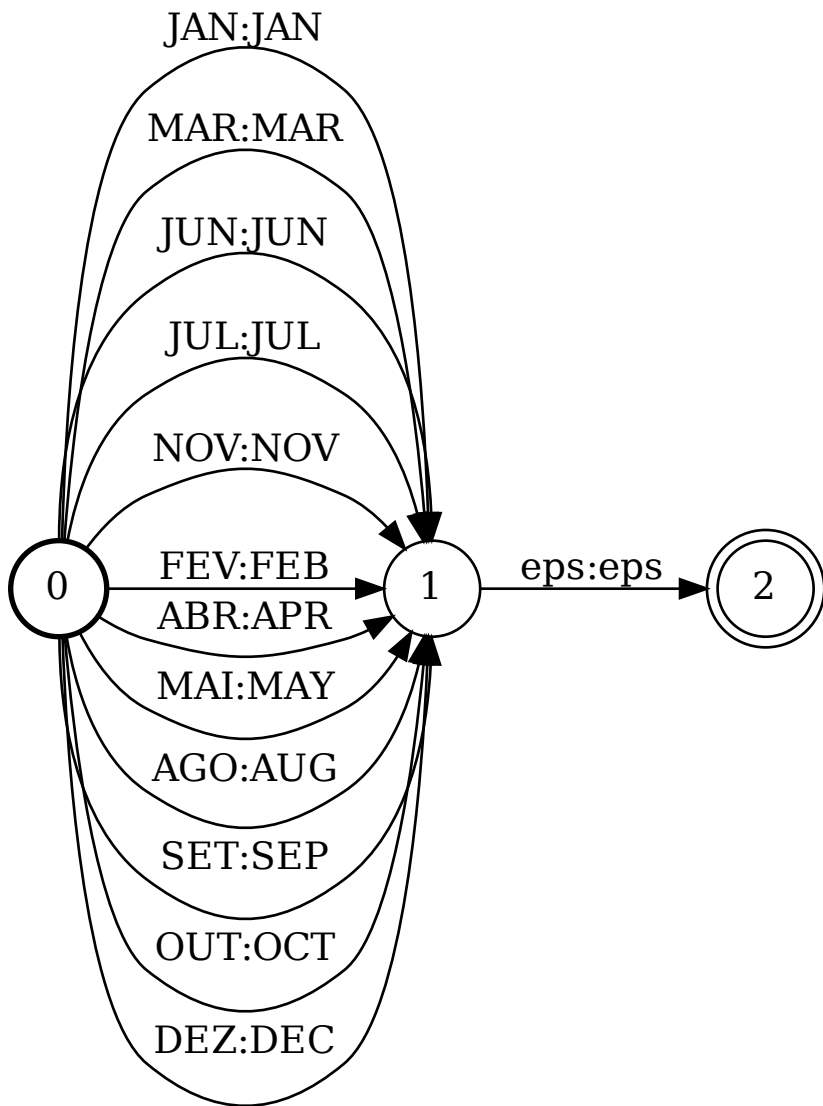 JAN:JAN
MAR:MAR
JUN:JUN
JUL:JUL
NOV:NOV
0
FEV:FEB
1
eps:eps
2
ABR:APR
MAI:MAY
AGO:AUG
SET:SEP
OUT:OCT
DEZ:DEC